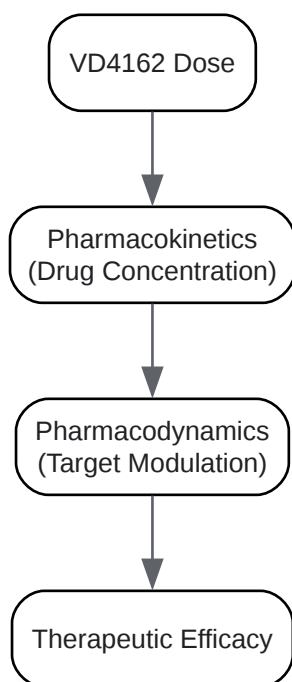 VD4162 Dose
Pharmacokinetics
(Drug Concentration)
Pharmacodynamics
(Target Modulation)
Therapeutic Efficacy